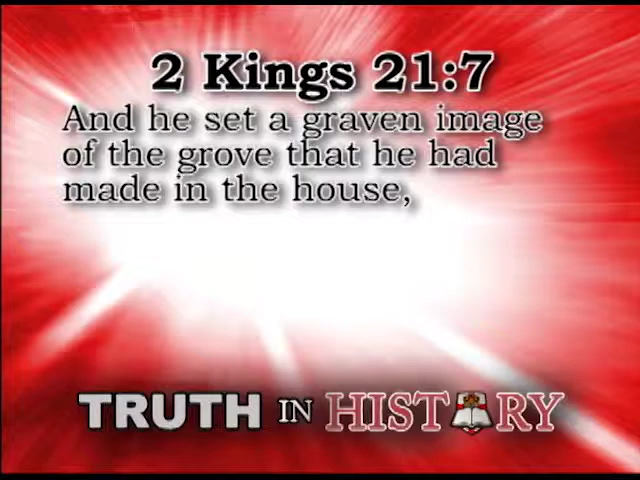 2 Kings 21:7
And he set a graven image
of the grove that he had
made in the house,
TRUTH IN HISTORY